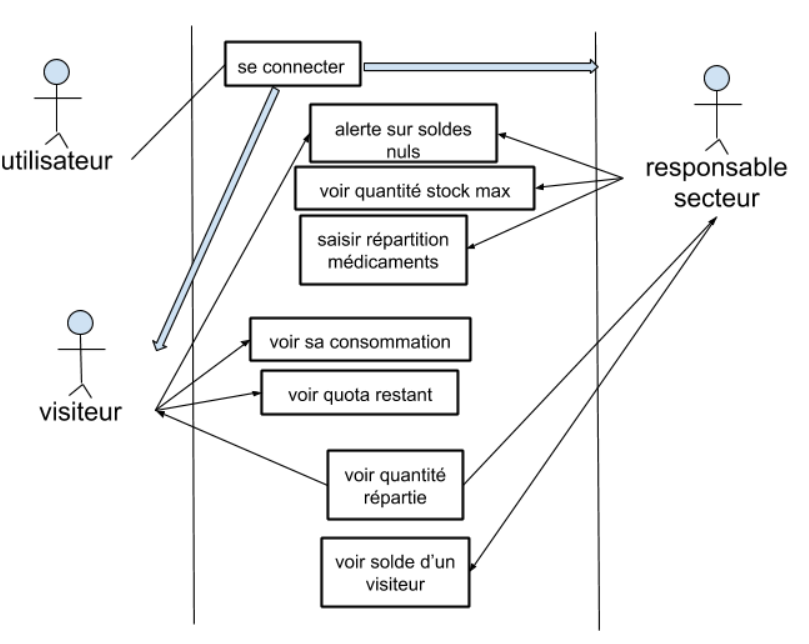 se connecter
utilisateur
alerte sur soldes
nuls
responsable
secteur
voir quantité stock max
saisir répartition
médicaments
voir sa consommation
voir quota restant
visiteur
voir quantité
répartie
voir solde d'un
visiteur